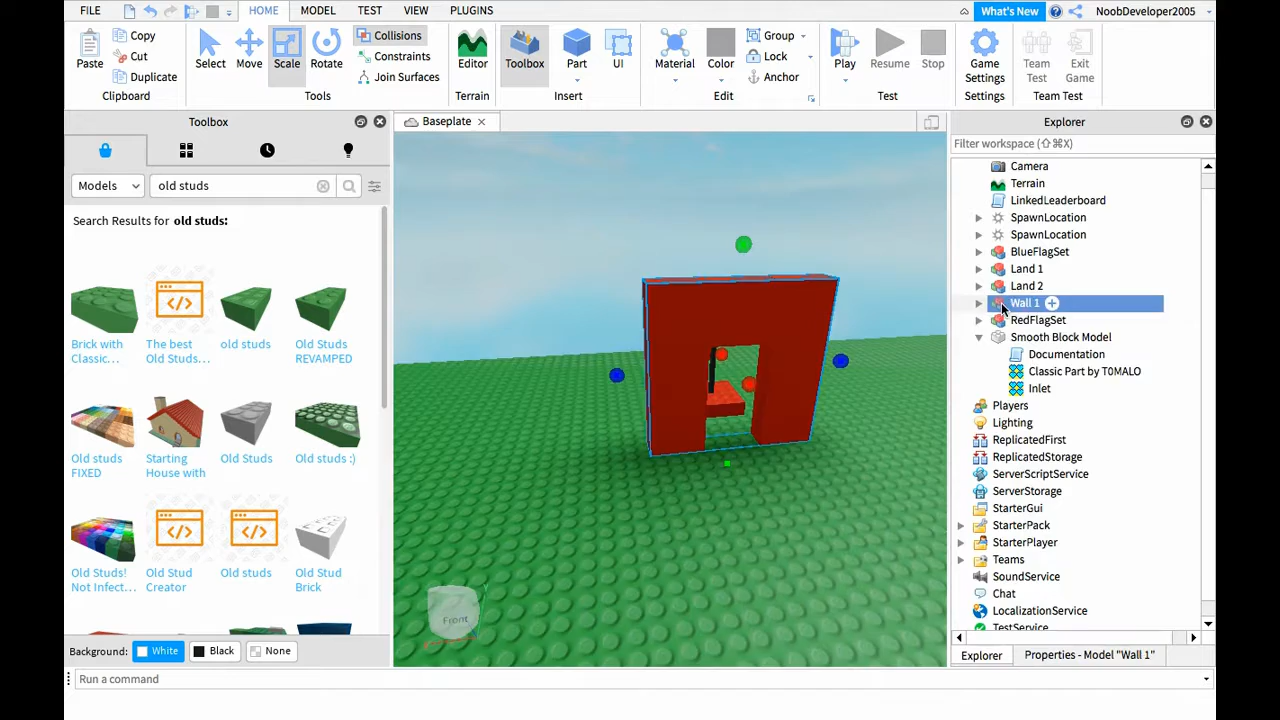 FILE HOME MODEL TEST VIEW PLUGINS What's New NoobDeveloper2005
Paste Copy Cut Duplicate Clipboard
Select Move Scale Rotate Collisions Constraints Join Surfaces Tools
Editor Terrain
Toolbox Part UI Insert
Material Color Group Lock Anchor Edit
Play Resume Stop Test
Game Settings Settings
Team Test Exit Game Team Test
Toolbox
Models old studs
Search Results for old studs:
Brick with Classic...
The best Old Studs...
old studs
Old Studs REVAMPED
Old studs FIXED
Starting House with
Old Studs
Old studs :)
Old Studs! Not Infect...
Old Stud Creator
Old studs
Old Stud Brick
Background: White Black None
Baseplate
Front
Explorer
Filter workspace (⇧⌘X)
Camera
Terrain
LinkedLeaderboard
SpawnLocation
SpawnLocation
BlueFlagSet
Land 1
Land 2
Wall 1
RedFlagSet
Smooth Block Model
Documentation
Classic Part by T0MALO
Inlet
Players
Lighting
ReplicatedFirst
ReplicatedStorage
ServerScriptService
ServerStorage
StarterGui
StarterPack
StarterPlayer
Teams
SoundService
Chat
LocalizationService
TestService
Explorer Properties - Model "Wall 1"
Run a command